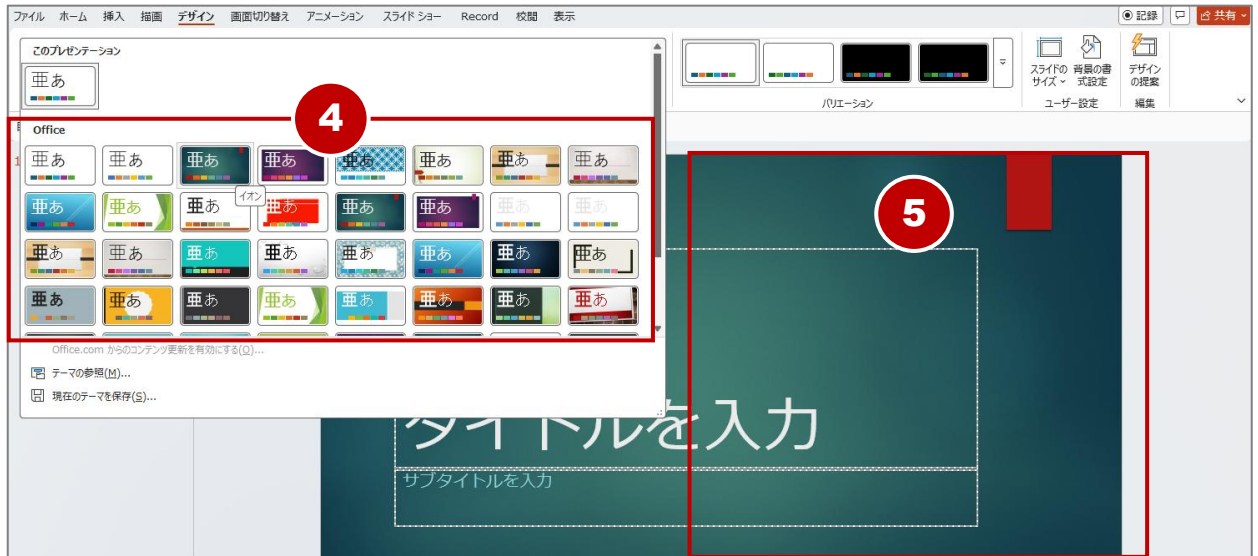 ファイル ホーム 挿入 描画 デザイン 画面切り替え アニメーション スライド ショー Record 校閲 表示 記録 共有
このプレゼンテーション
亜あ
スライドの サイズ
背景の書 式設定
デザイン の提案
バリエーション ユーザー設定 編集
4
Office
1
亜あ 亜あ 亜あ 亜あ 亜あ 亜あ 亜あ 亜あ
イオン
亜あ 亜あ 亜あ 亜あ 亜あ 亜あ 亜あ 亜あ
亜あ 亜あ 亜あ 亜あ 亜あ 亜あ 亜あ 亜あ
亜あ 亜あ 亜あ 亜あ 亜あ 亜あ 亜あ 亜あ
Office.com からのコンテンツ更新を有効にする(O)...
テーマの参照(M)...
現在のテーマを保存(S)...
5
タイトルを入力
サブタイトルを入力